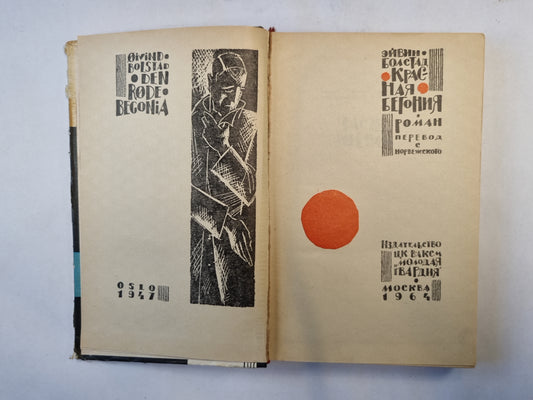 ØIVIND
BOLSTAD
DEN
RØDE
BEGONIA
OSLO
1947
ЭЙВИН
БОЛСТАД
КРАС-
НАЯ
БЕГОНИЯ
РОМАН
ПЕРЕВОД
С
НОРВЕЖСКОГО
ИЗДАТЕЛЬСТВО
ЦК ВЛКСМ
„МОЛОДАЯ
ГВАРДИЯ"
МОСКВА
1964